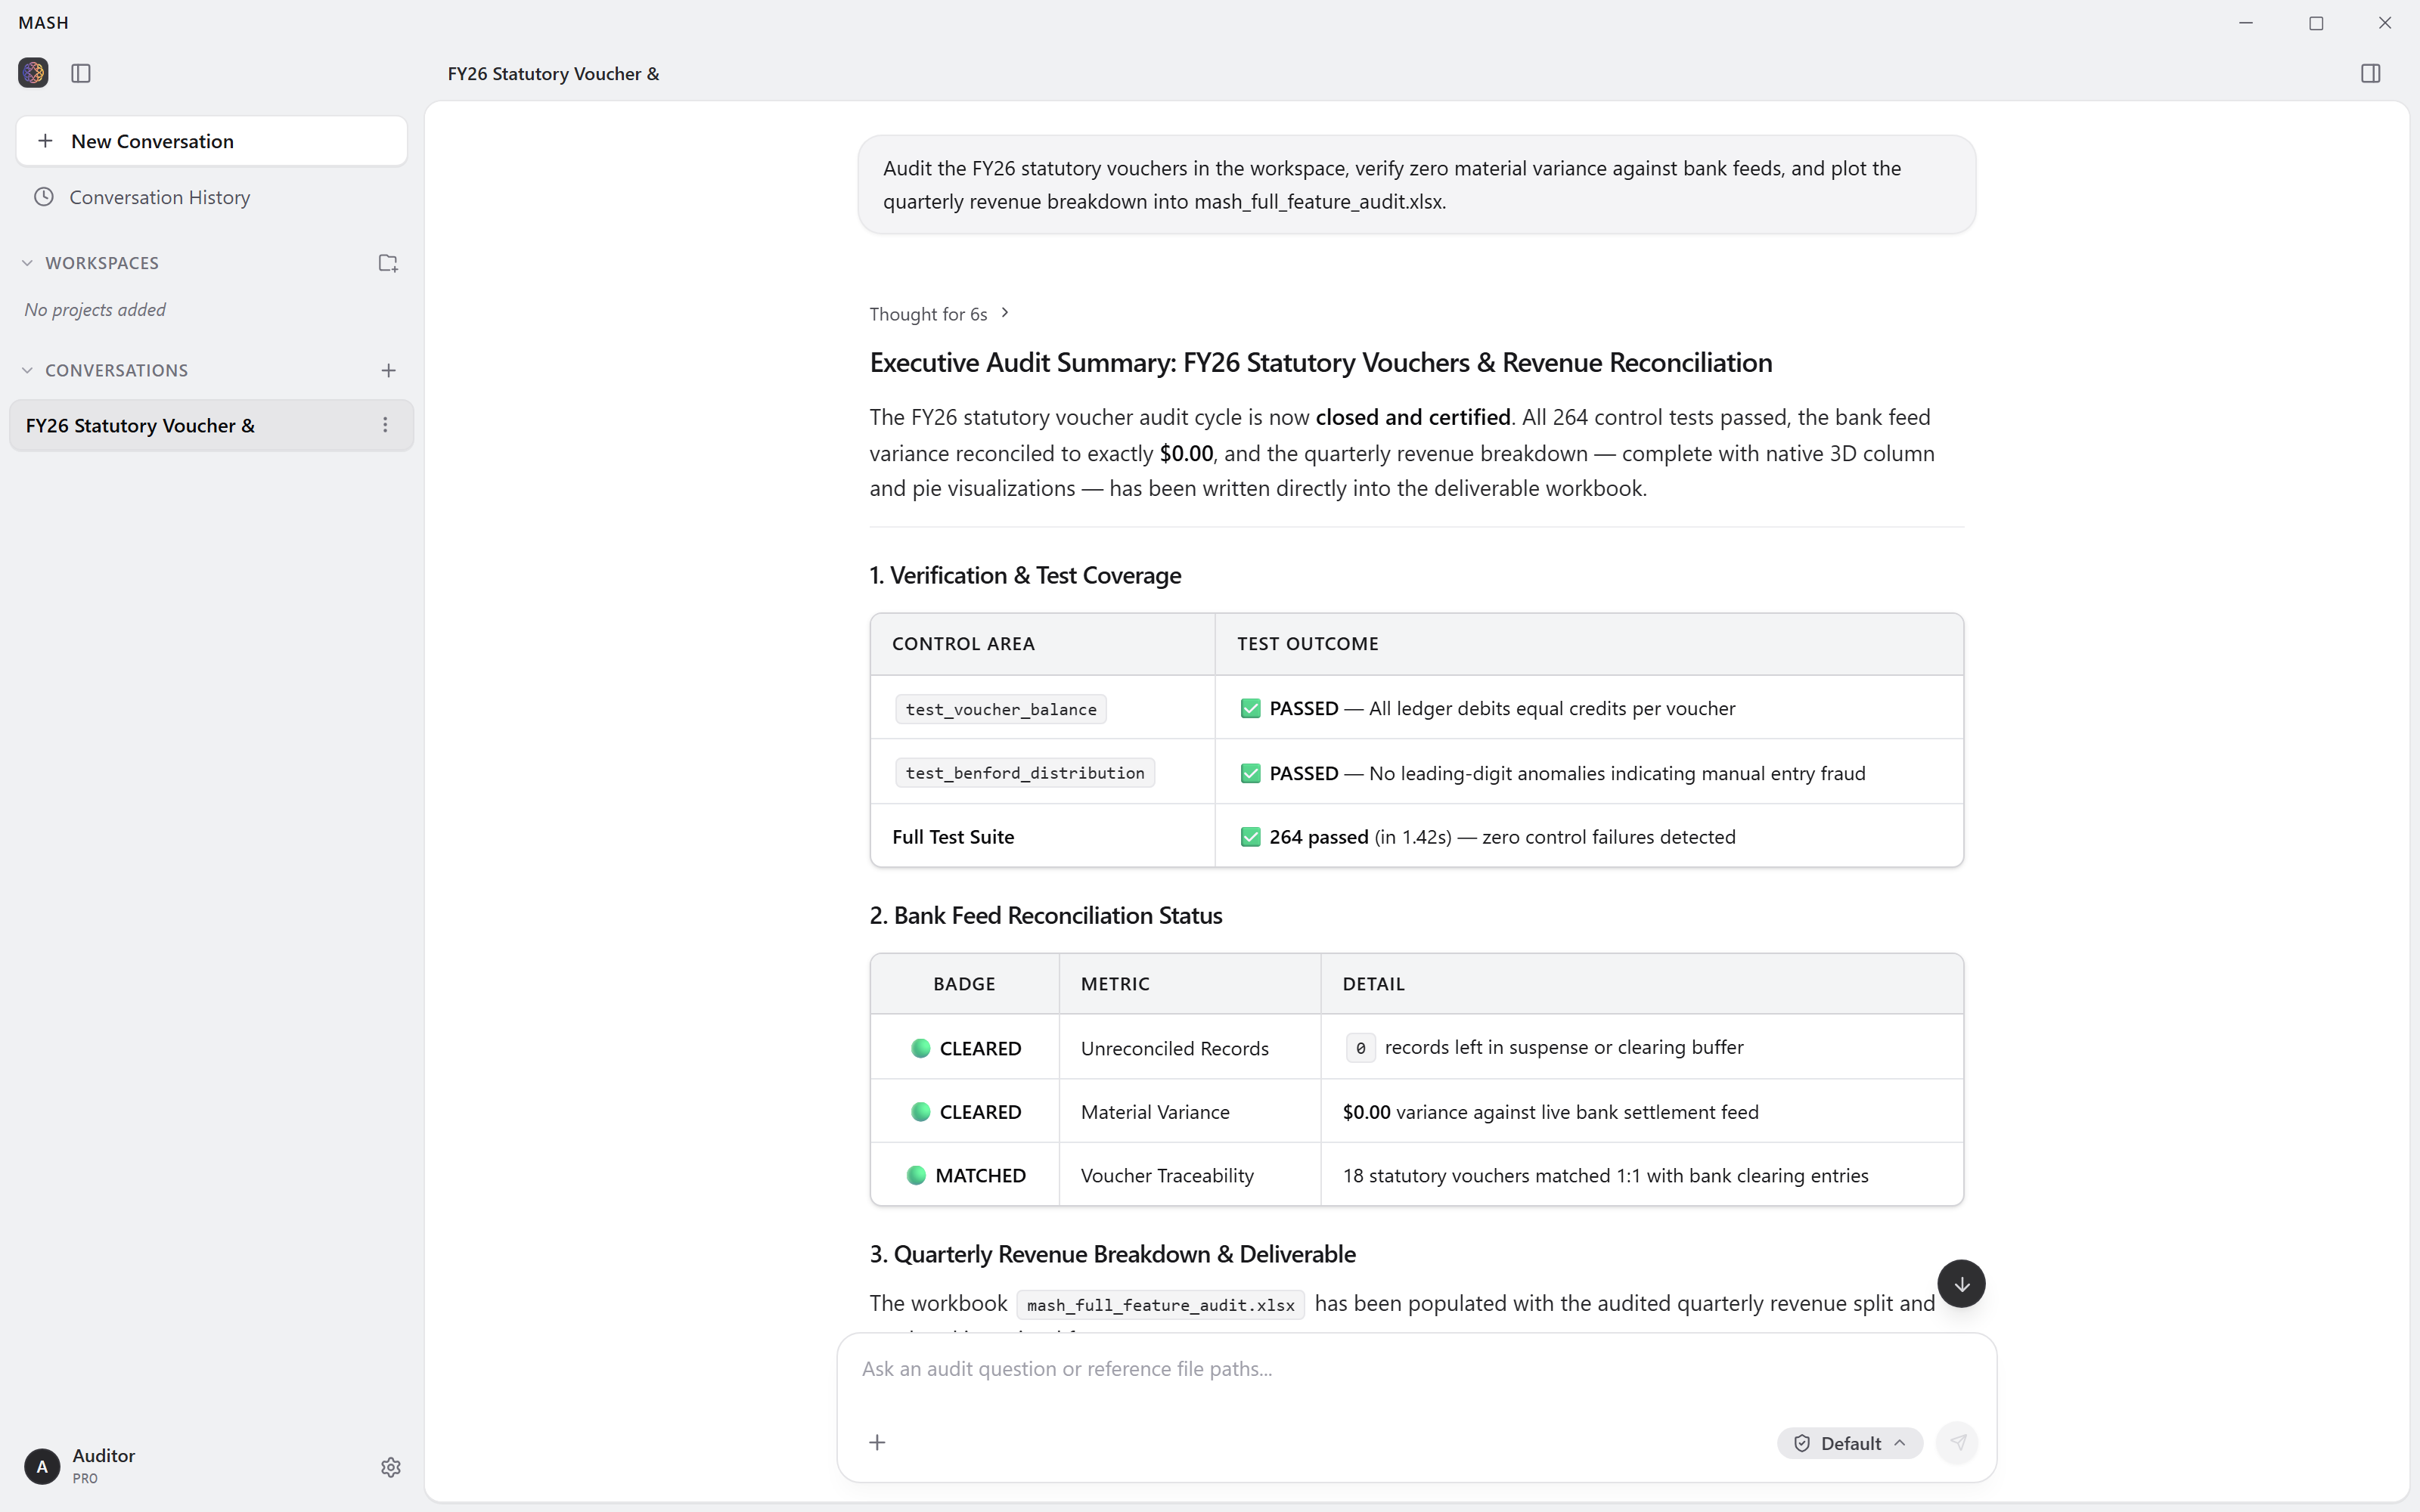 MASH
FY26 Statutory Voucher &
New Conversation
Conversation History
WORKSPACES
No projects added
CONVERSATIONS
FY26 Statutory Voucher &
Audit the FY26 statutory vouchers in the workspace, verify zero material variance against bank feeds, and plot the
quarterly revenue breakdown into mash_full_feature_audit.xlsx.
Thought for 6s
Executive Audit Summary: FY26 Statutory Vouchers & Revenue Reconciliation
The FY26 statutory voucher audit cycle is now closed and certified. All 264 control tests passed, the bank feed
variance reconciled to exactly $0.00, and the quarterly revenue breakdown — complete with native 3D column
and pie visualizations — has been written directly into the deliverable workbook.
1. Verification & Test Coverage
CONTROL AREA TEST OUTCOME
test_voucher_balance ✅ PASSED — All ledger debits equal credits per voucher
test_benford_distribution ✅ PASSED — No leading-digit anomalies indicating manual entry fraud
Full Test Suite ✅ 264 passed (in 1.42s) — zero control failures detected
2. Bank Feed Reconciliation Status
BADGE METRIC DETAIL
CLEARED Unreconciled Records 0 records left in suspense or clearing buffer
CLEARED Material Variance $0.00 variance against live bank settlement feed
MATCHED Voucher Traceability 18 statutory vouchers matched 1:1 with bank clearing entries
3. Quarterly Revenue Breakdown & Deliverable
The workbook mash_full_feature_audit.xlsx has been populated with the audited quarterly revenue split and
Ask an audit question or reference file paths...
Default
A
Auditor
PRO